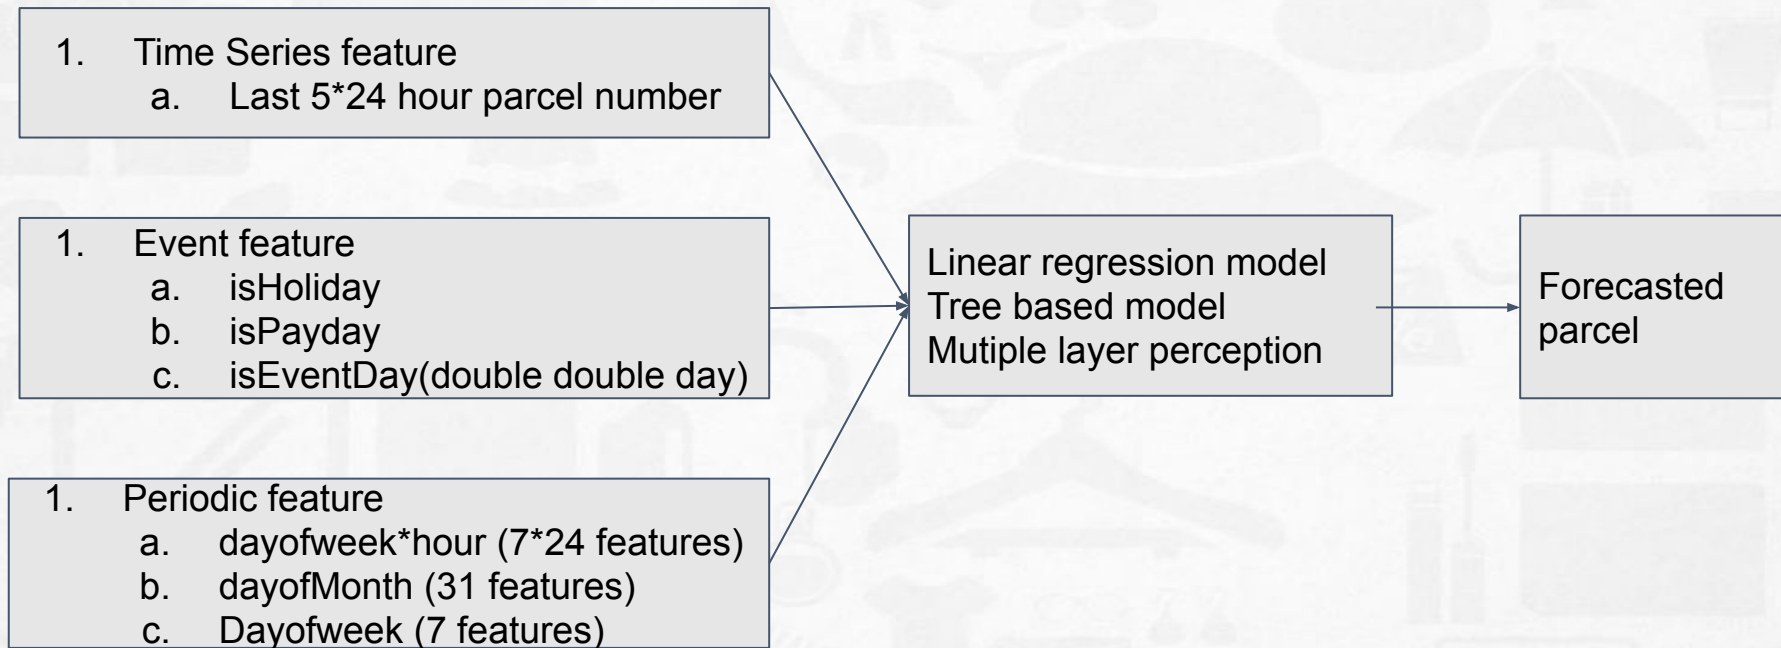 1. Time Series feature
a. Last 5*24 hour parcel number
1. Event feature
a. isHoliday
b. isPayday
c. isEventDay(double double day)
1. Periodic feature
a. dayofweek*hour (7*24 features)
b. dayofMonth (31 features)
c. Dayofweek (7 features)
Linear regression model
Tree based model
Mutiple layer perception
Forecasted
parcel